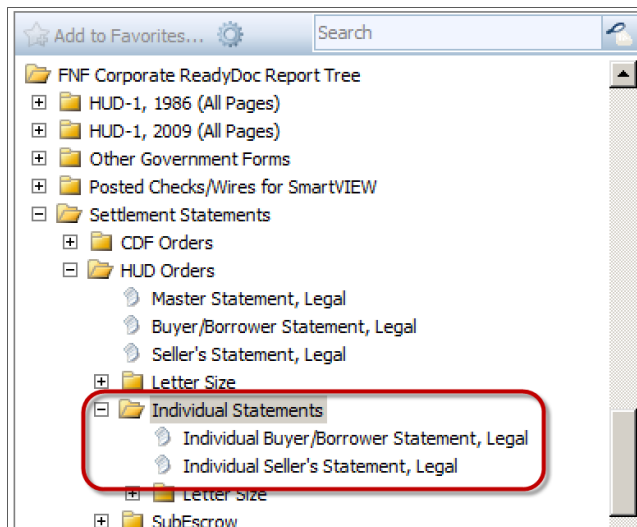 Add to Favorites... Search
FNF Corporate ReadyDoc Report Tree
HUD-1, 1986 (All Pages)
HUD-1, 2009 (All Pages)
Other Government Forms
Posted Checks/Wires for SmartVIEW
Settlement Statements
CDF Orders
HUD Orders
Master Statement, Legal
Buyer/Borrower Statement, Legal
Seller's Statement, Legal
Letter Size
Individual Statements
Individual Buyer/Borrower Statement, Legal
Individual Seller's Statement, Legal
Letter Size
SubEscrow